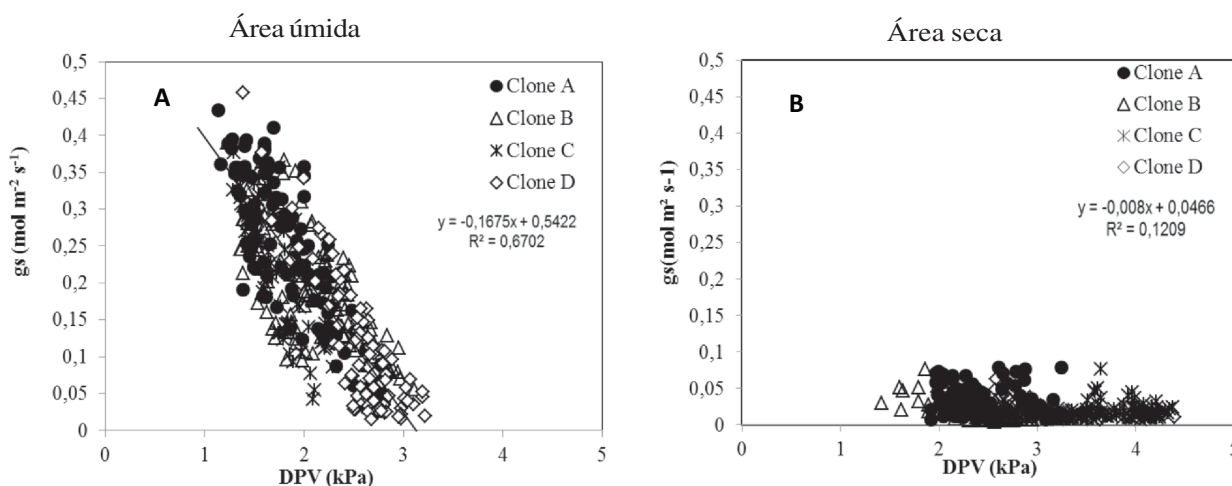 Área úmida
A
0,5
0,45
0,4
0,35
0,3
0,25
0,2
0,15
0,1
0,05
0
gs (mol m⁻² s⁻¹)
Clone A
Clone B
Clone C
Clone D
y = -0,1675x + 0,5422
R² = 0,6702
0 1 2 3 4 5
DPV (kPa)
Área seca
B
0,5
0,45
0,4
0,35
0,3
0,25
0,2
0,15
0,1
0,05
0
gs(mol m² s-1)
Clone A
Clone B
Clone C
Clone D
y = -0,008x + 0,0466
R² = 0,1209
0 1 2 3 4 5
DPV (kPa)